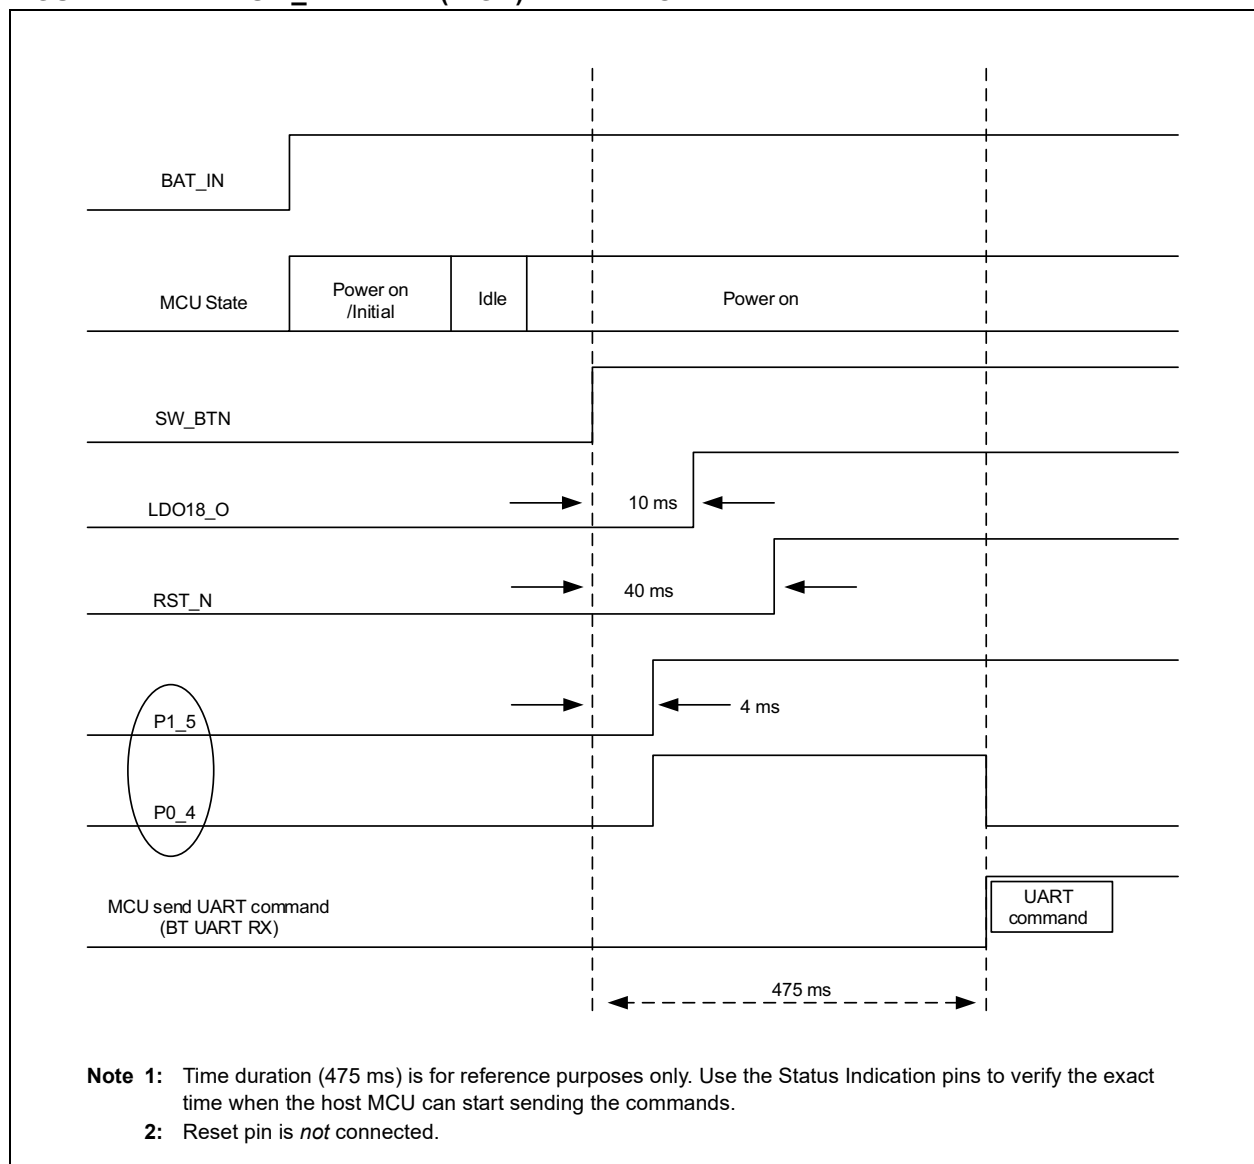 BAT_IN
MCU State
Power on
/Initial
Idle
Power on
SW_BTN
LDO18_O
10 ms
RST_N
40 ms
P1_5
4 ms
P0_4
MCU send UART command
(BT UART RX)
UART
command
475 ms
Note 1: Time duration (475 ms) is for reference purposes only. Use the Status Indication pins to verify the exact
time when the host MCU can start sending the commands.
2: Reset pin is not connected.